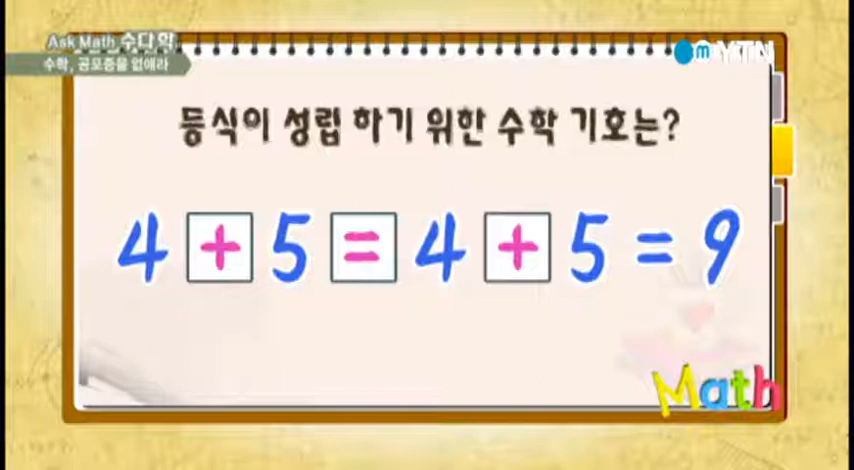 Ask Math 수다학
수학, 공포증을 없애라
YTN
등식이 성립 하기 위한 수학 기호는?
4 + 5 = 4 + 5 = 9
Math